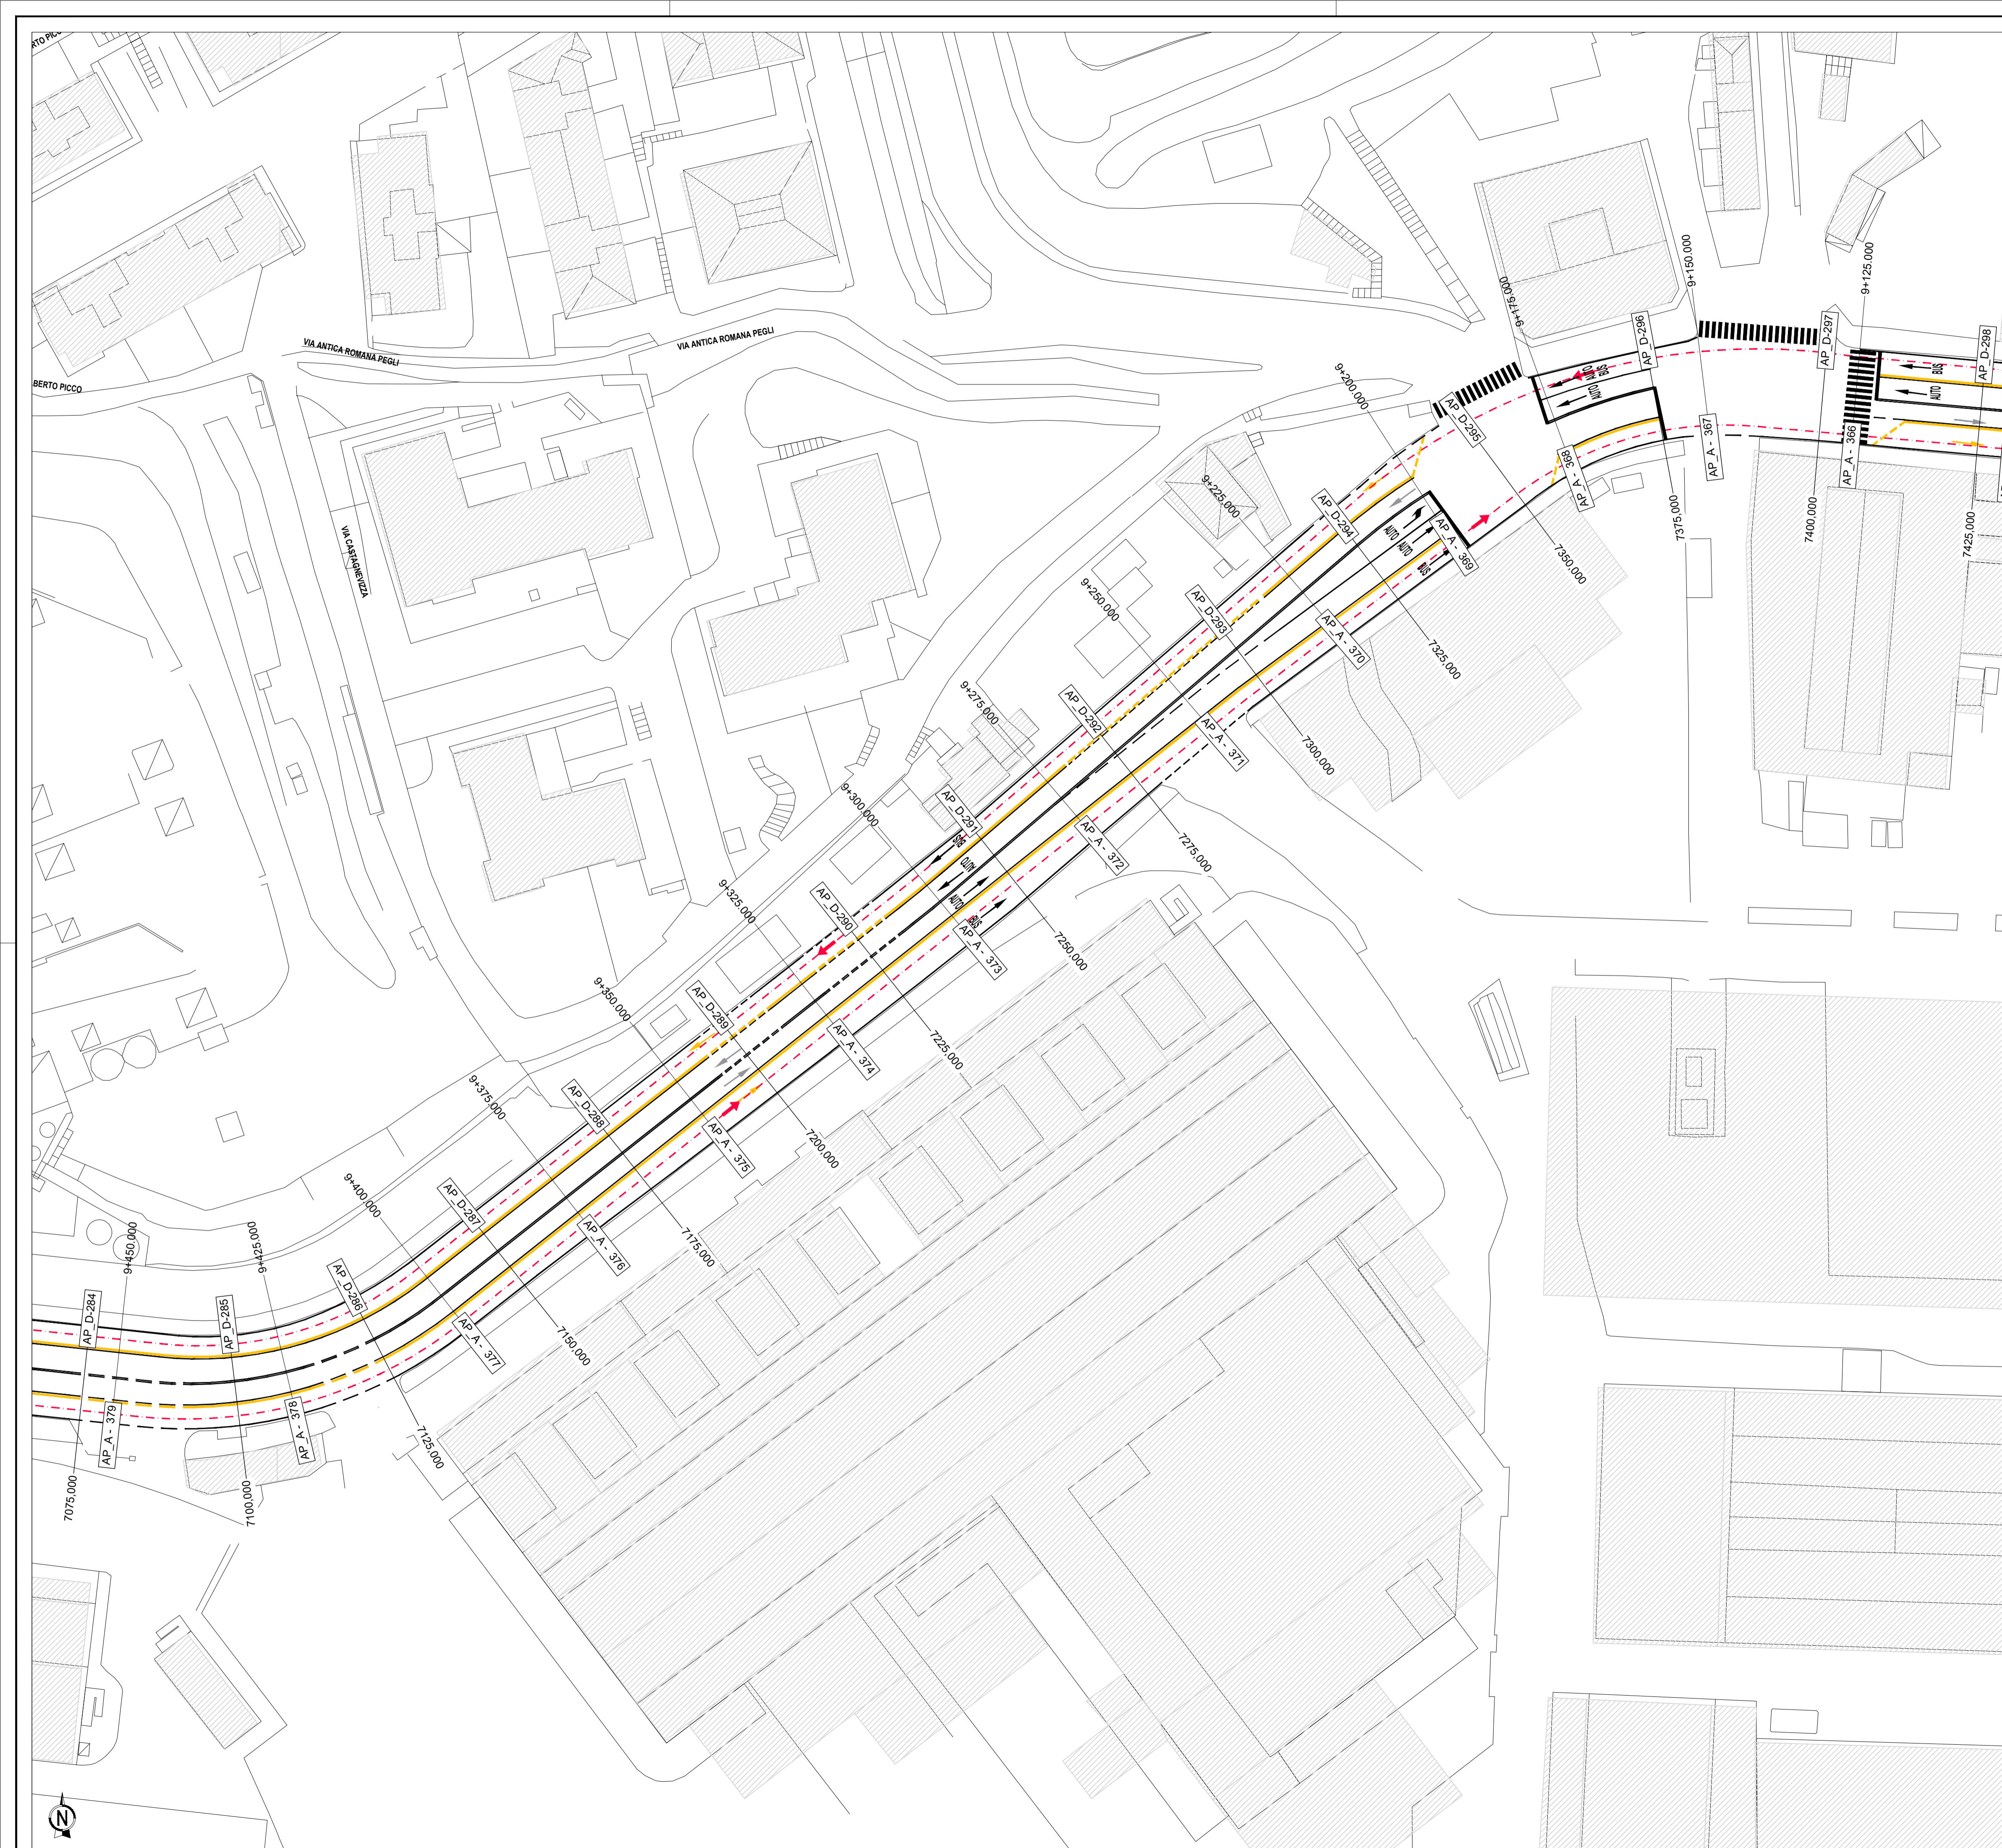 BERTO PICCO
VIA ANTICA ROMANA PEGLI
VIA ANTICA ROMANA PEGLI
VIA CASTAGNEVIZZA
9+125,000
9+150,000
9+175,000
9+200,000
9+225,000
9+250,000
9+275,000
9+300,000
9+325,000
9+350,000
9+375,000
9+400,000
9+425,000
9+450,000
AP_D-298
AP_D-297
AP_D-296
AP_D-295
AP_D-294
AP_D-293
AP_D-292
AP_D-291
AP_D-290
AP_D-289
AP_D-288
AP_D-287
AP_D-286
AP_D-285
AP_D-284
AP_A - 366
AP_A - 367
AP_A - 368
AP_A - 369
AP_A - 370
AP_A - 371
AP_A - 372
AP_A - 373
AP_A - 374
AP_A - 375
AP_A - 376
AP_A - 377
AP_A - 378
AP_A - 379
7425,000
7400,000
7375,000
7350,000
7325,000
7300,000
7275,000
7250,000
7225,000
7200,000
7175,000
7150,000
7125,000
7100,000
7075,000
BUS
AUTO
BUS
AUTO
AUTO
AUTO
AUTO
BUS
BUS
AUTO
AUTO
BUS
N